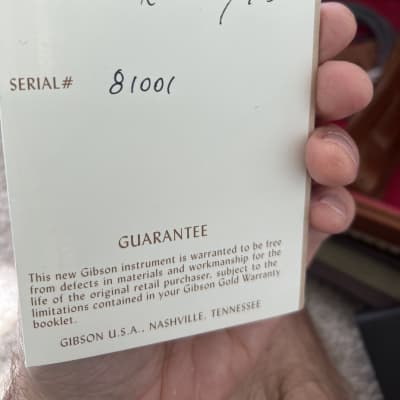 SERIAL# 81001
GUARANTEE
This new Gibson instrument is warranted to be free
from defects in materials and workmanship for the
life of the original retail purchaser, subject to the
limitations contained in your Gibson Gold Warranty
booklet.
GIBSON U.S.A., NASHVILLE, TENNESSEE